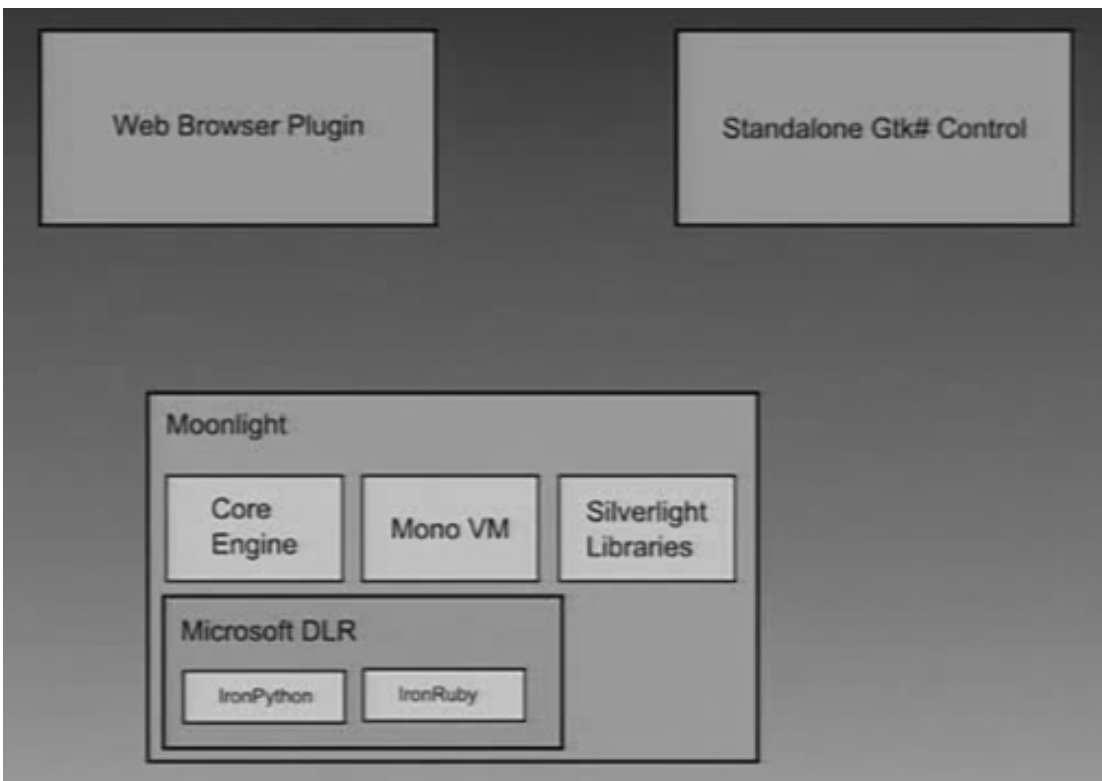 Web Browser Plugin
Standalone Gtk# Control
Moonlight
Core
Engine
Mono VM
Silverlight
Libraries
Microsoft DLR
IronPython
IronRuby